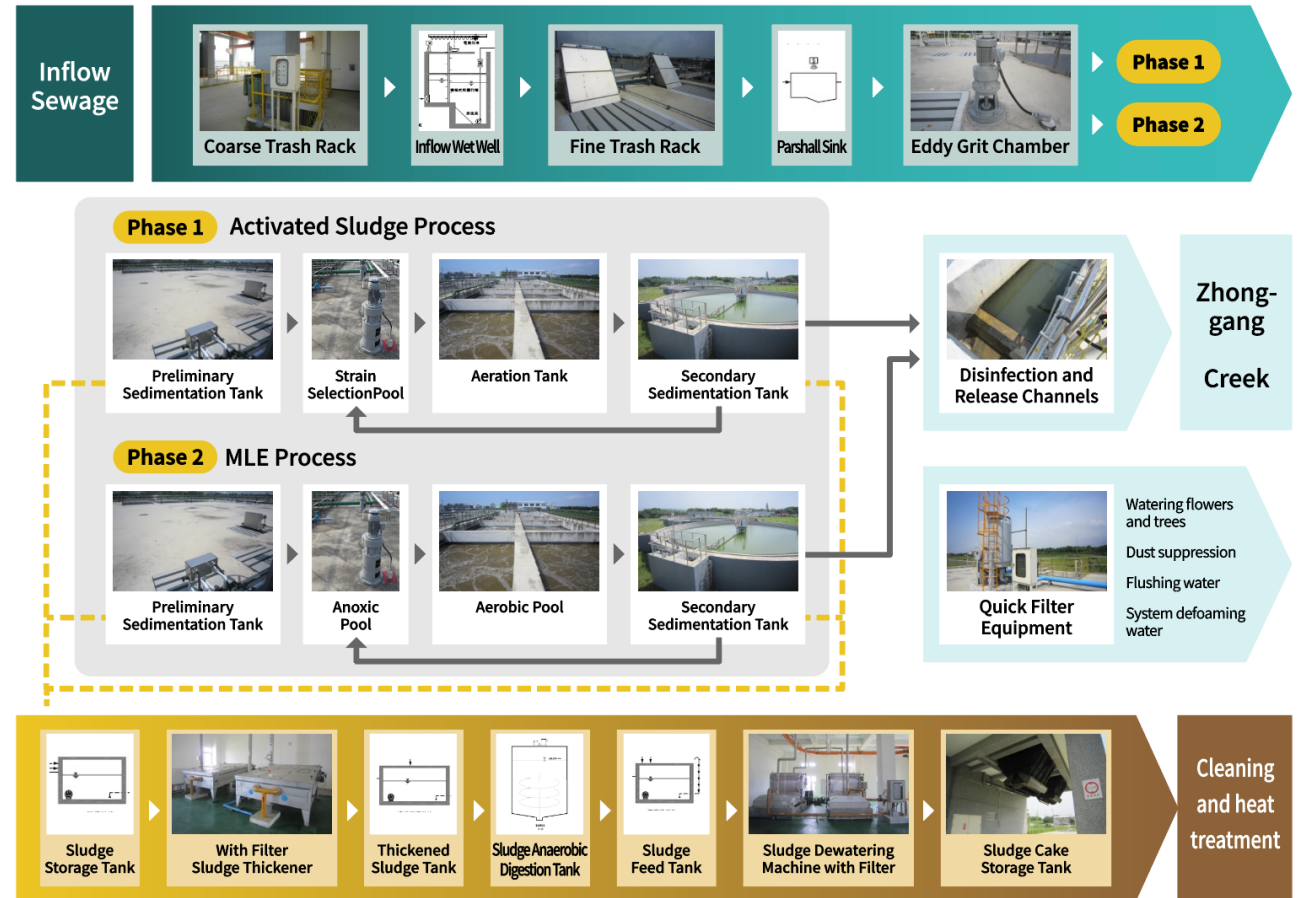 Inflow
Sewage
Coarse Trash Rack
Inflow Wet Well
Fine Trash Rack
Parshall Sink
Eddy Grit Chamber
Phase 1
Phase 2
Phase 1 Activated Sludge Process
Preliminary
Sedimentation Tank
Strain
SelectionPool
Aeration Tank
Secondary
Sedimentation Tank
Phase 2 MLE Process
Preliminary
Sedimentation Tank
Anoxic
Pool
Aerobic Pool
Secondary
Sedimentation Tank
Disinfection and
Release Channels
Zhong-
gang
Creek
Quick Filter
Equipment
Watering flowers
and trees
Dust suppression
Flushing water
System defoaming
water
Sludge
Storage Tank
With Filter
Sludge Thickener
Thickened
Sludge Tank
Sludge Anaerobic
Digestion Tank
Sludge
Feed Tank
Sludge Dewatering
Machine with Filter
Sludge Cake
Storage Tank
Cleaning
and heat
treatment